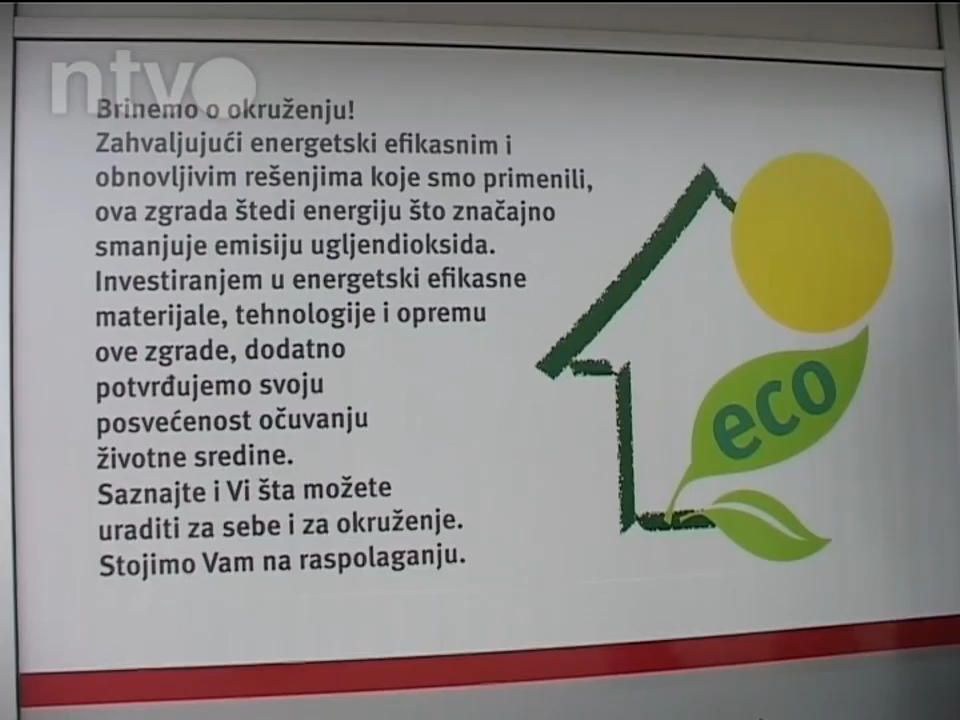 ntv
Brinemo o okruženju!
Zahvaljujući energetski efikasnim i
obnovljivim rešenjima koje smo primenili,
ova zgrada štedi energiju što značajno
smanjuje emisiju ugljendioksida.
Investiranjem u energetski efikasne
materijale, tehnologije i opremu
ove zgrade, dodatno
potvrđujemo svoju
posvećenost očuvanju
životne sredine.
Saznajte i Vi šta možete
uraditi za sebe i za okruženje.
Stojimo Vam na raspolaganju.
eco